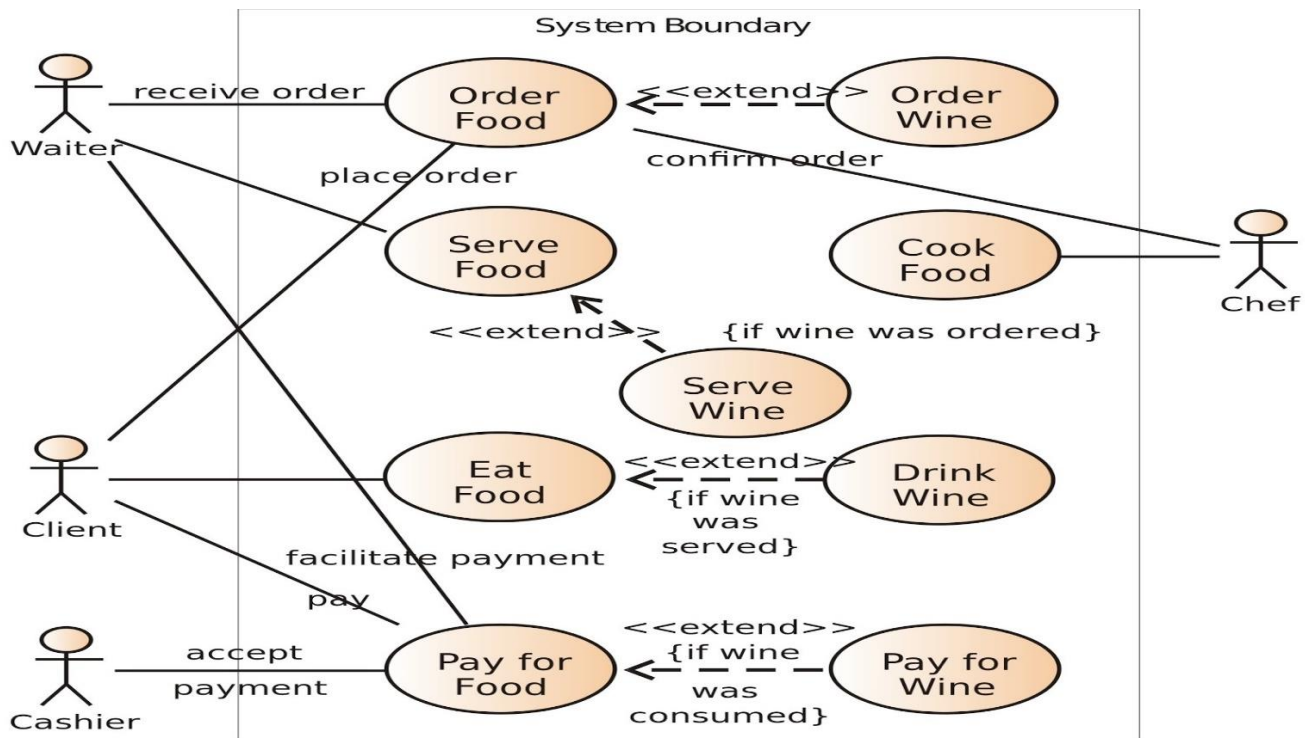 System Boundary
receive order
Order
Food
<<extend>>
Order
Wine
Waiter
place order
confirm order
Serve
Food
Cook
Food
Chef
<<extend>>
{if wine was ordered}
Serve
Wine
Client
Eat
Food
<<extend>>
{if wine
was
served}
Drink
Wine
facilitate payment
pay
Cashier
accept
payment
Pay for
Food
<<extend>>
{if wine
was
consumed}
Pay for
Wine